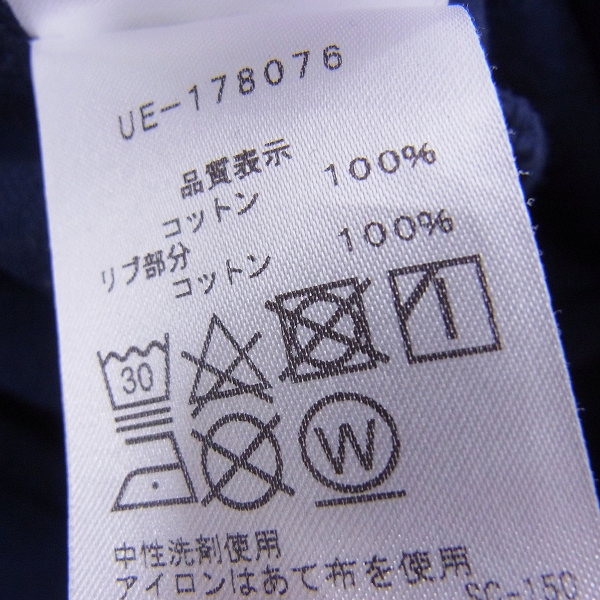 UE-178076
品質表示
コットン 100%
リブ部分
コットン 100%
30
W
中性洗剤使用
アイロンはあて布を使用
SC-150